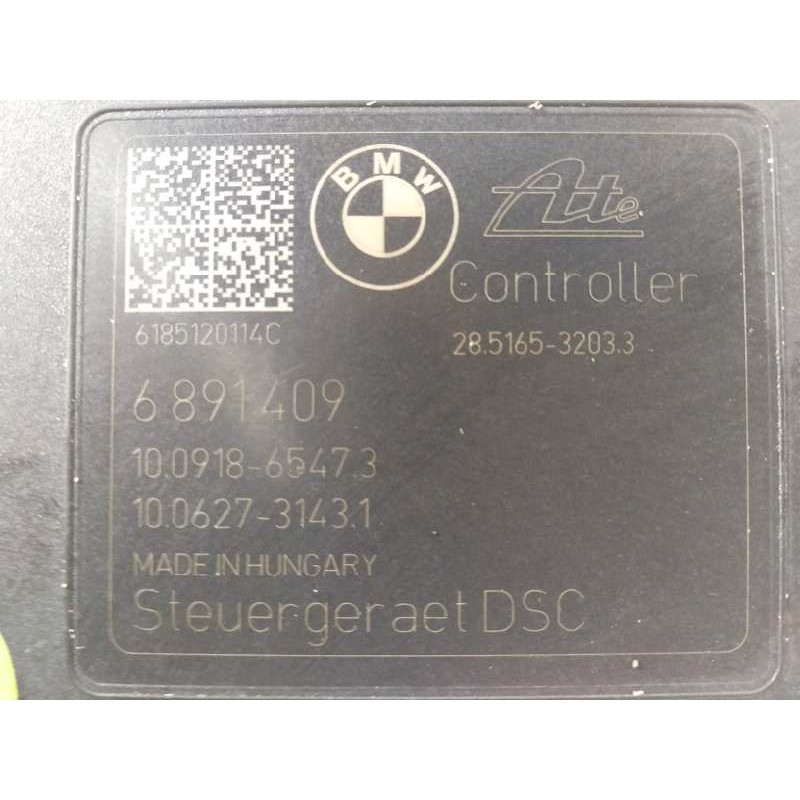 BMW
Ate
Controller
6185120114C
28.5165-3203.3
6 891 409
10.0918-6547.3
10.0627-3143.1
MADE IN HUNGARY
Steuergeraet DSC